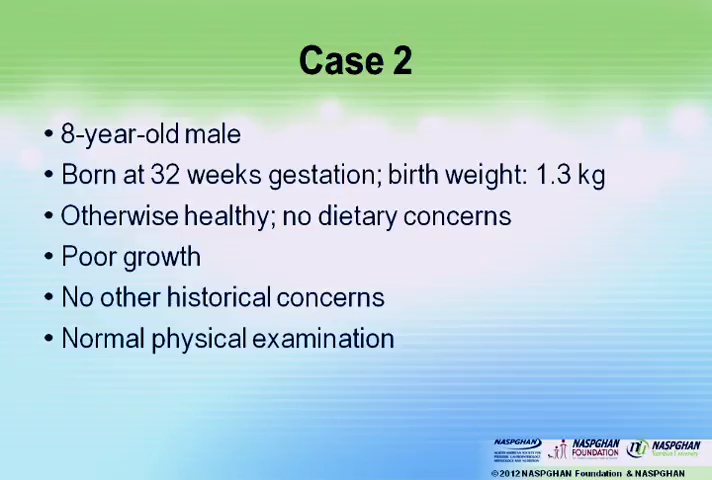 Case 2
• 8-year-old male
• Born at 32 weeks gestation; birth weight: 1.3 kg
• Otherwise healthy; no dietary concerns
• Poor growth
• No other historical concerns
• Normal physical examination
NASPGHAN
NASPGHAN
FOUNDATION
NASPGHAN
©2012 NASPGHAN Foundation & NASPGHAN